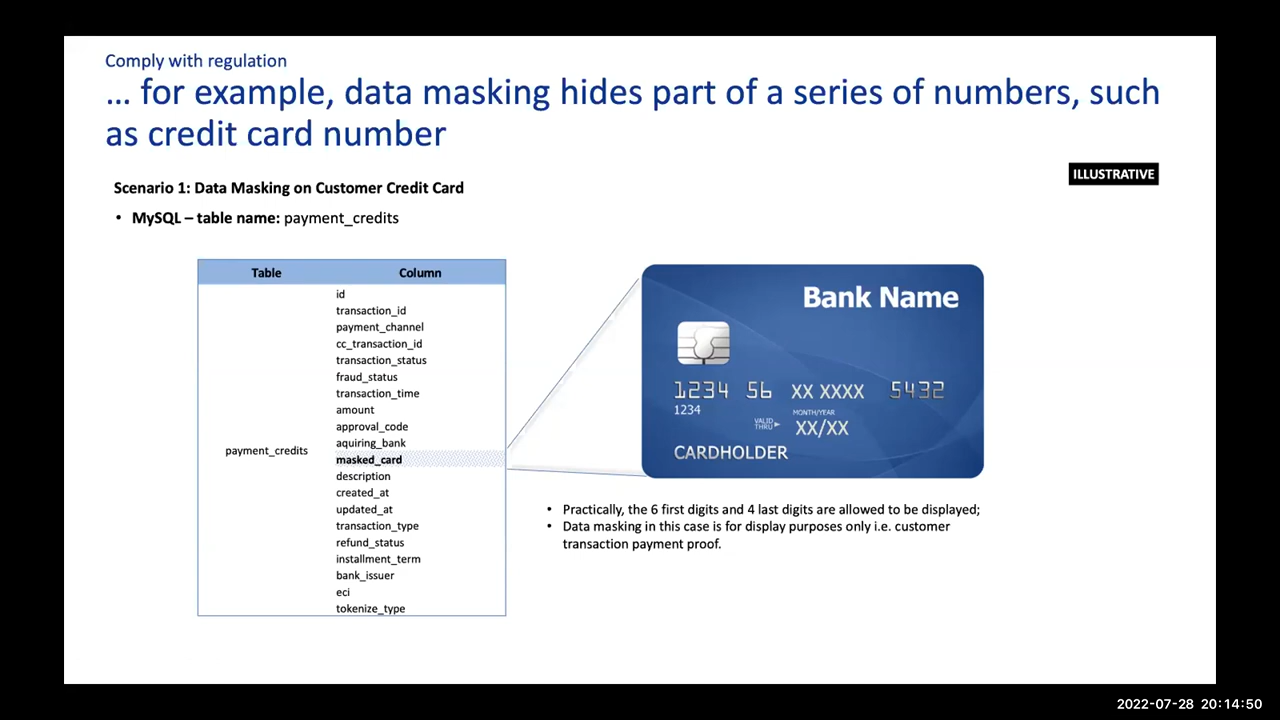 Comply with regulation
... for example, data masking hides part of a series of numbers, such
as credit card number
ILLUSTRATIVE
Scenario 1: Data Masking on Customer Credit Card
• MySQL – table name: payment_credits
Table Column
id
transaction_id
payment_channel
cc_transaction_id
transaction_status
fraud_status
transaction_time
amount
approval_code
aquiring_bank
payment_credits
masked_card
description
created_at
updated_at
transaction_type
refund_status
installment_term
bank_issuer
eci
tokenize_type
Bank Name
1234 56 XX XXXX 5432
1234
MONTH/YEAR
VALID
THRU
XX/XX
CARDHOLDER
• Practically, the 6 first digits and 4 last digits are allowed to be displayed;
• Data masking in this case is for display purposes only i.e. customer
transaction payment proof.
2022-07-28 20:14:50